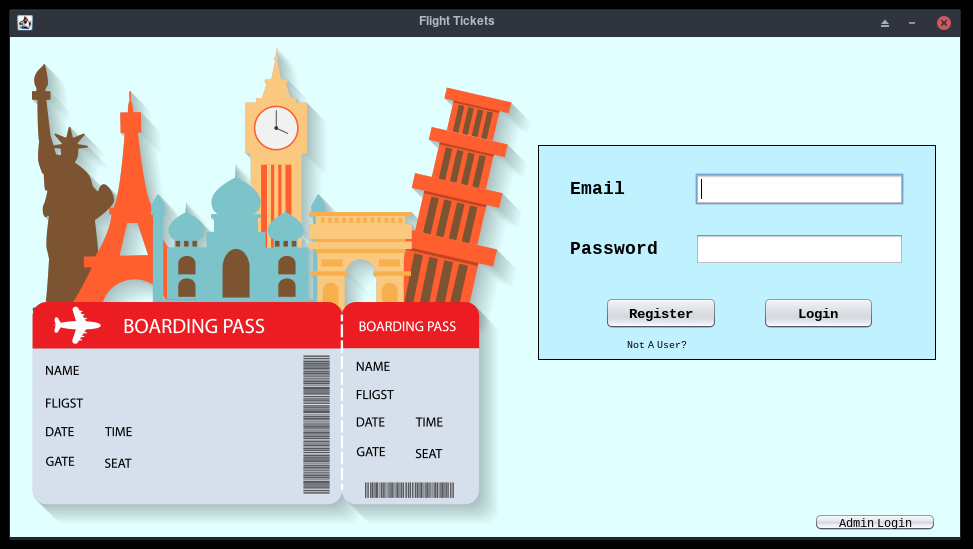 Flight Tickets
BOARDING PASS
NAME
FLIGST
DATE TIME
GATE SEAT
BOARDING PASS
NAME
FLIGST
DATE TIME
GATE SEAT
Email
Password
Register Login
Not A User?
Admin Login